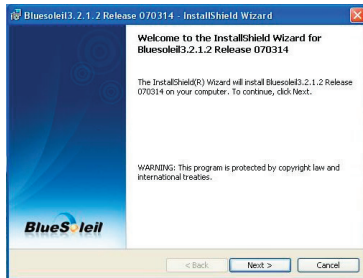 Bluesoleil3.2.1.2 Release 070314 - InstallShield Wizard
Welcome to the InstallShield Wizard for
Bluesoleil3.2.1.2 Release 070314
The InstallShield(R) Wizard will install Bluesoleil3.2.1.2 Release
070314 on your computer. To continue, click Next.
WARNING: This program is protected by copyright law and
international treaties.
BlueSoleil
< Back
Next >
Cancel